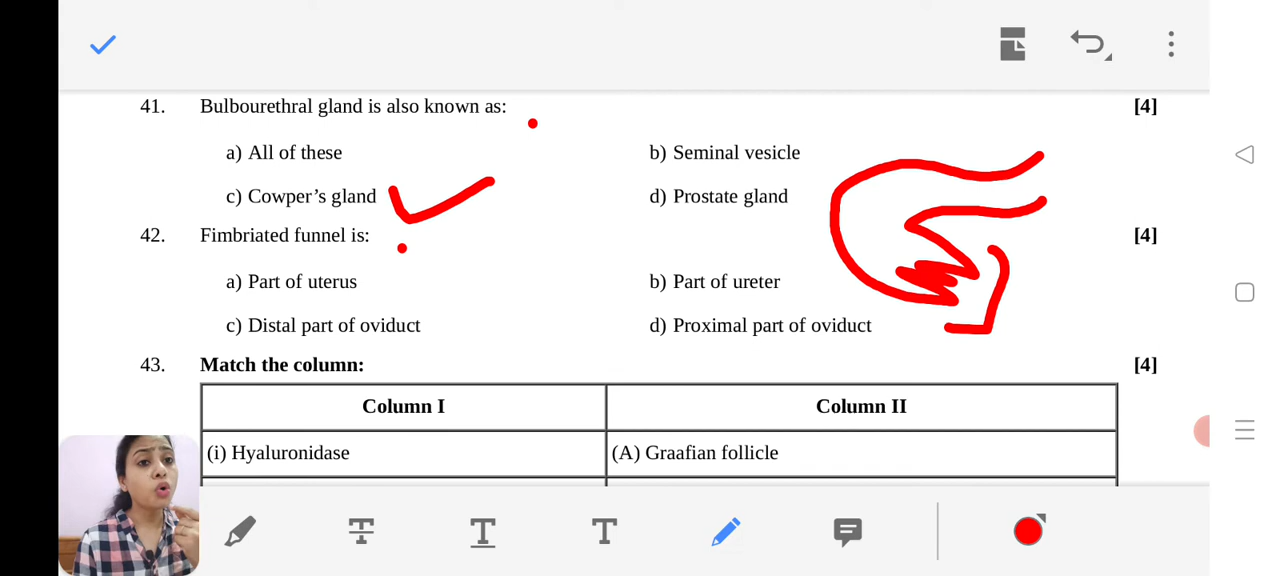 41. Bulbourethral gland is also known as: [4]
a) All of these b) Seminal vesicle
c) Cowper’s gland d) Prostate gland
42. Fimbriated funnel is: [4]
a) Part of uterus b) Part of ureter
c) Distal part of oviduct d) Proximal part of oviduct
43. Match the column: [4]
Column I Column II
(i) Hyaluronidase (A) Graafian follicle
T T T